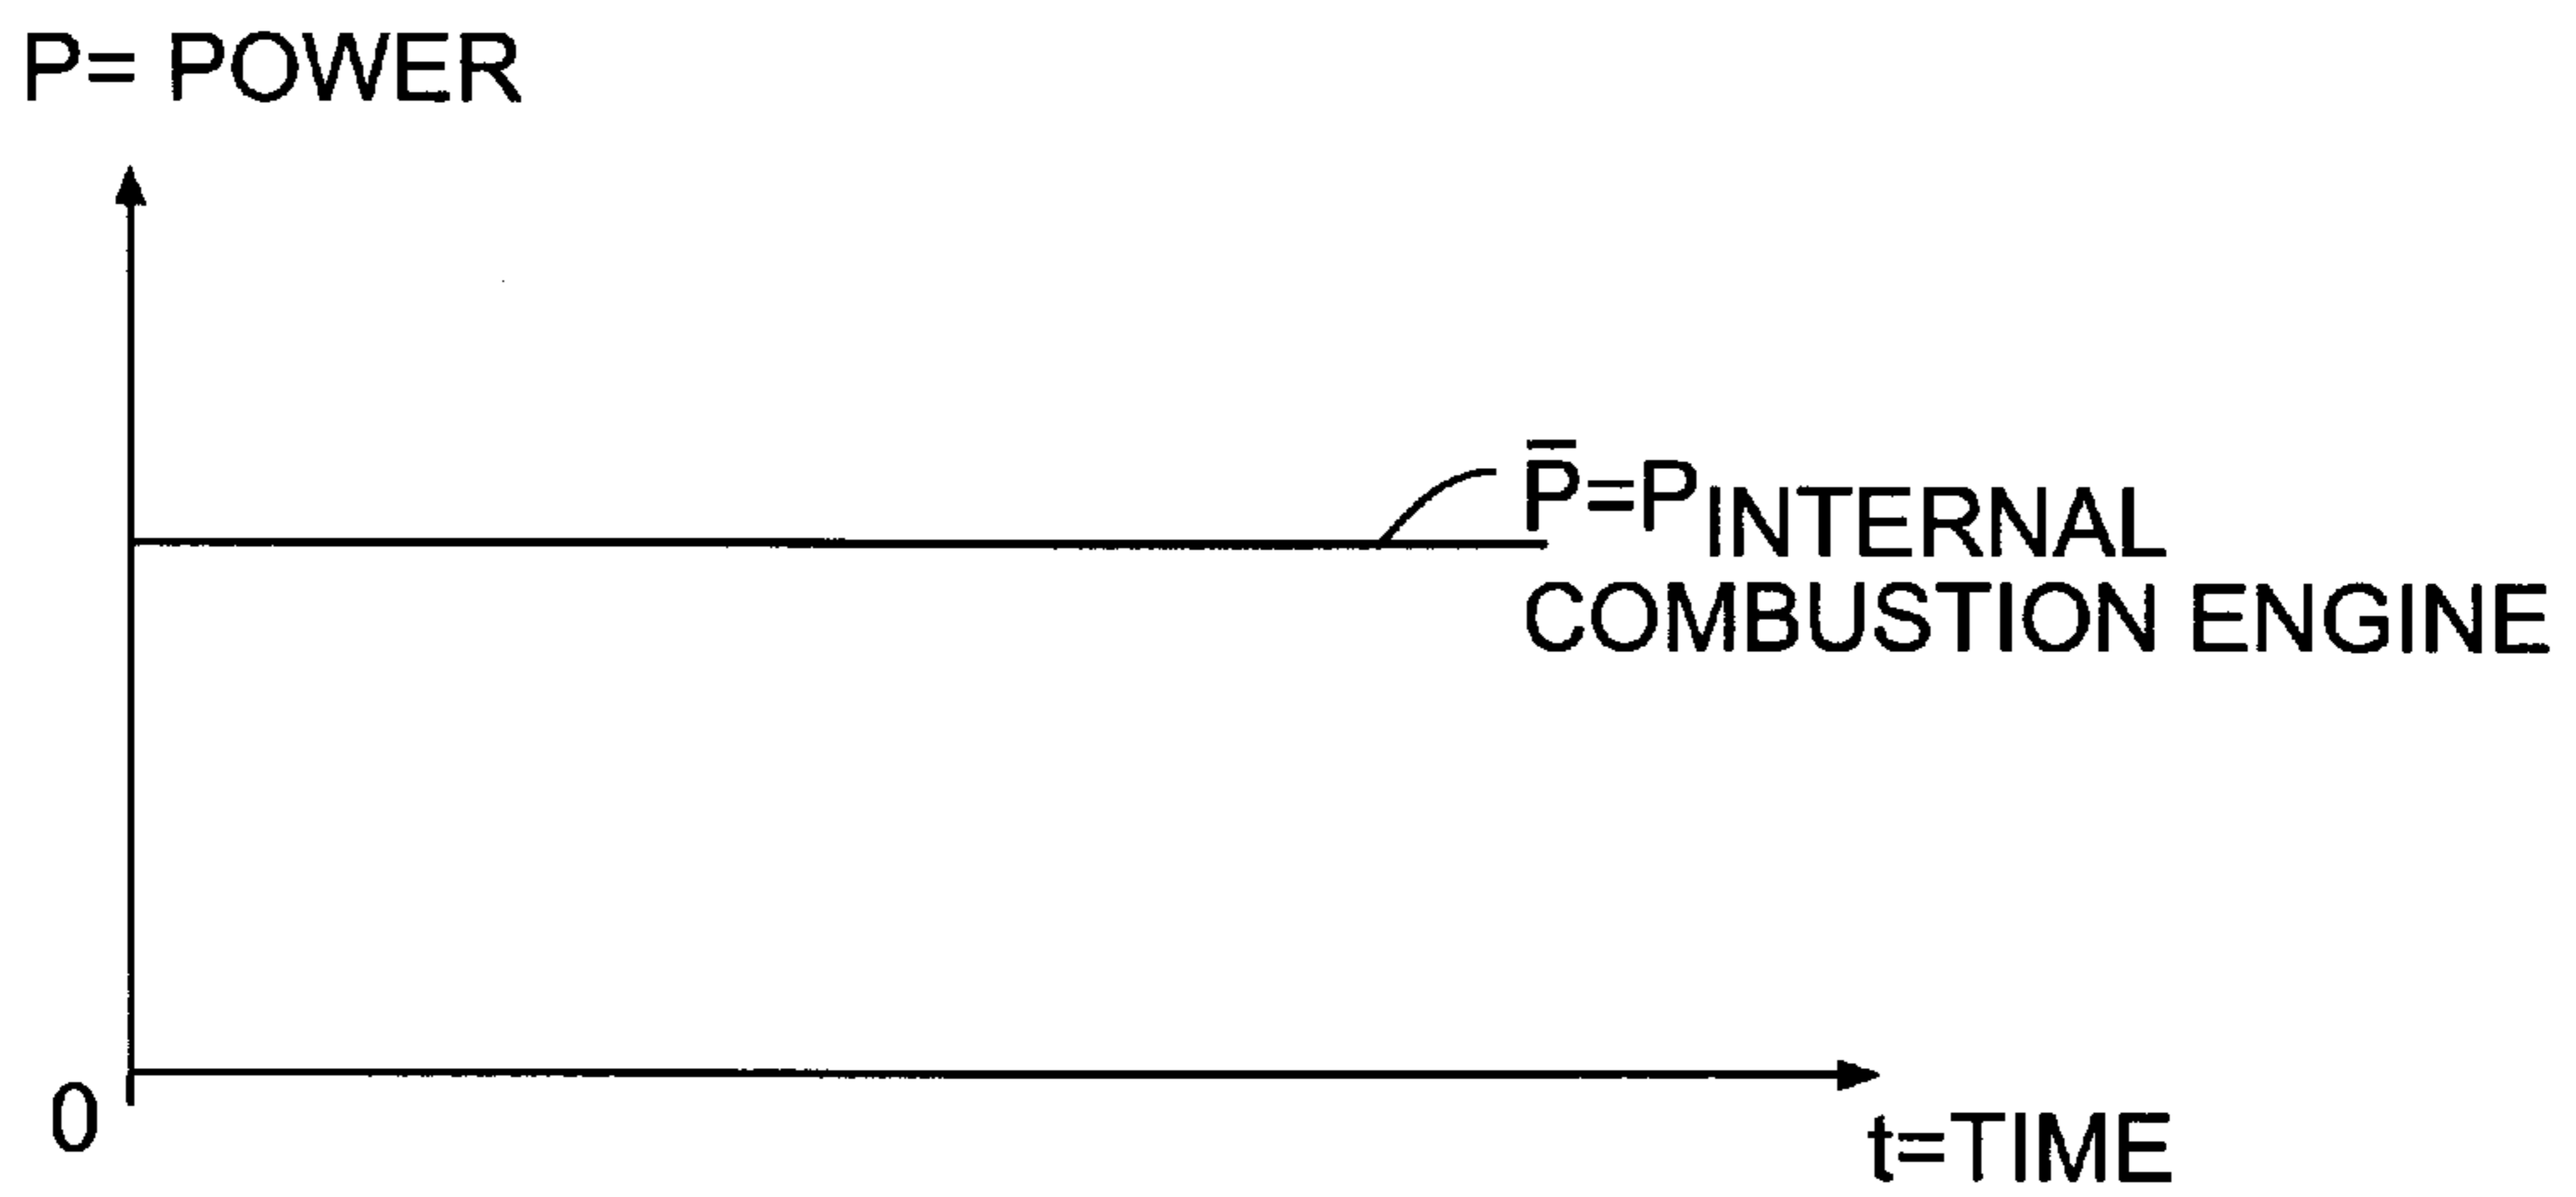 P= POWER
P̅=PINTERNAL
COMBUSTION ENGINE
0
t=TIME